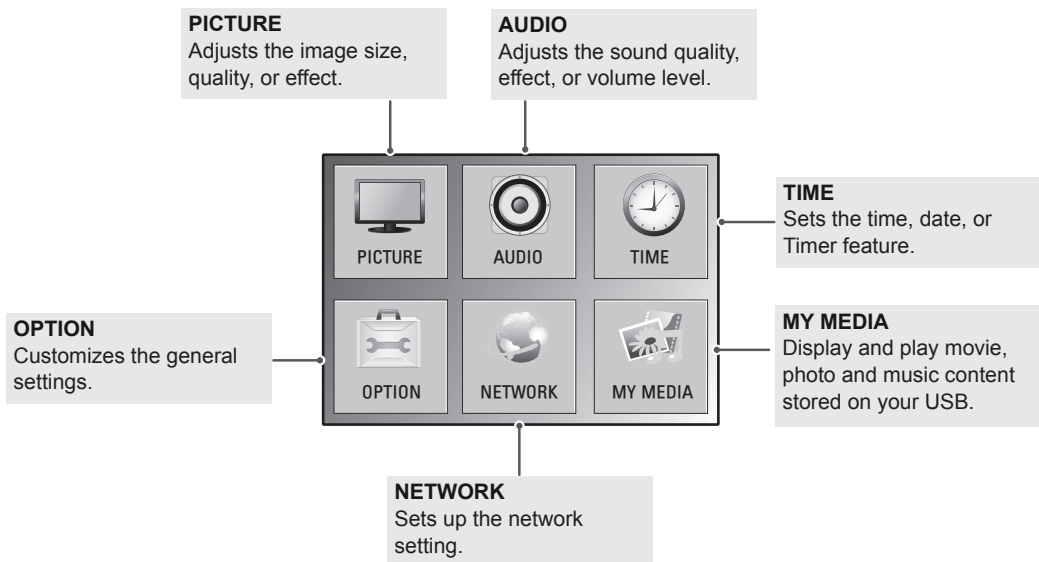 PICTURE
Adjusts the image size,
quality, or effect.
AUDIO
Adjusts the sound quality,
effect, or volume level.
PICTURE
AUDIO
TIME
TIME
Sets the time, date, or
Timer feature.
OPTION
Customizes the general
settings.
OPTION
NETWORK
MY MEDIA
MY MEDIA
Display and play movie,
photo and music content
stored on your USB.
NETWORK
Sets up the network
setting.